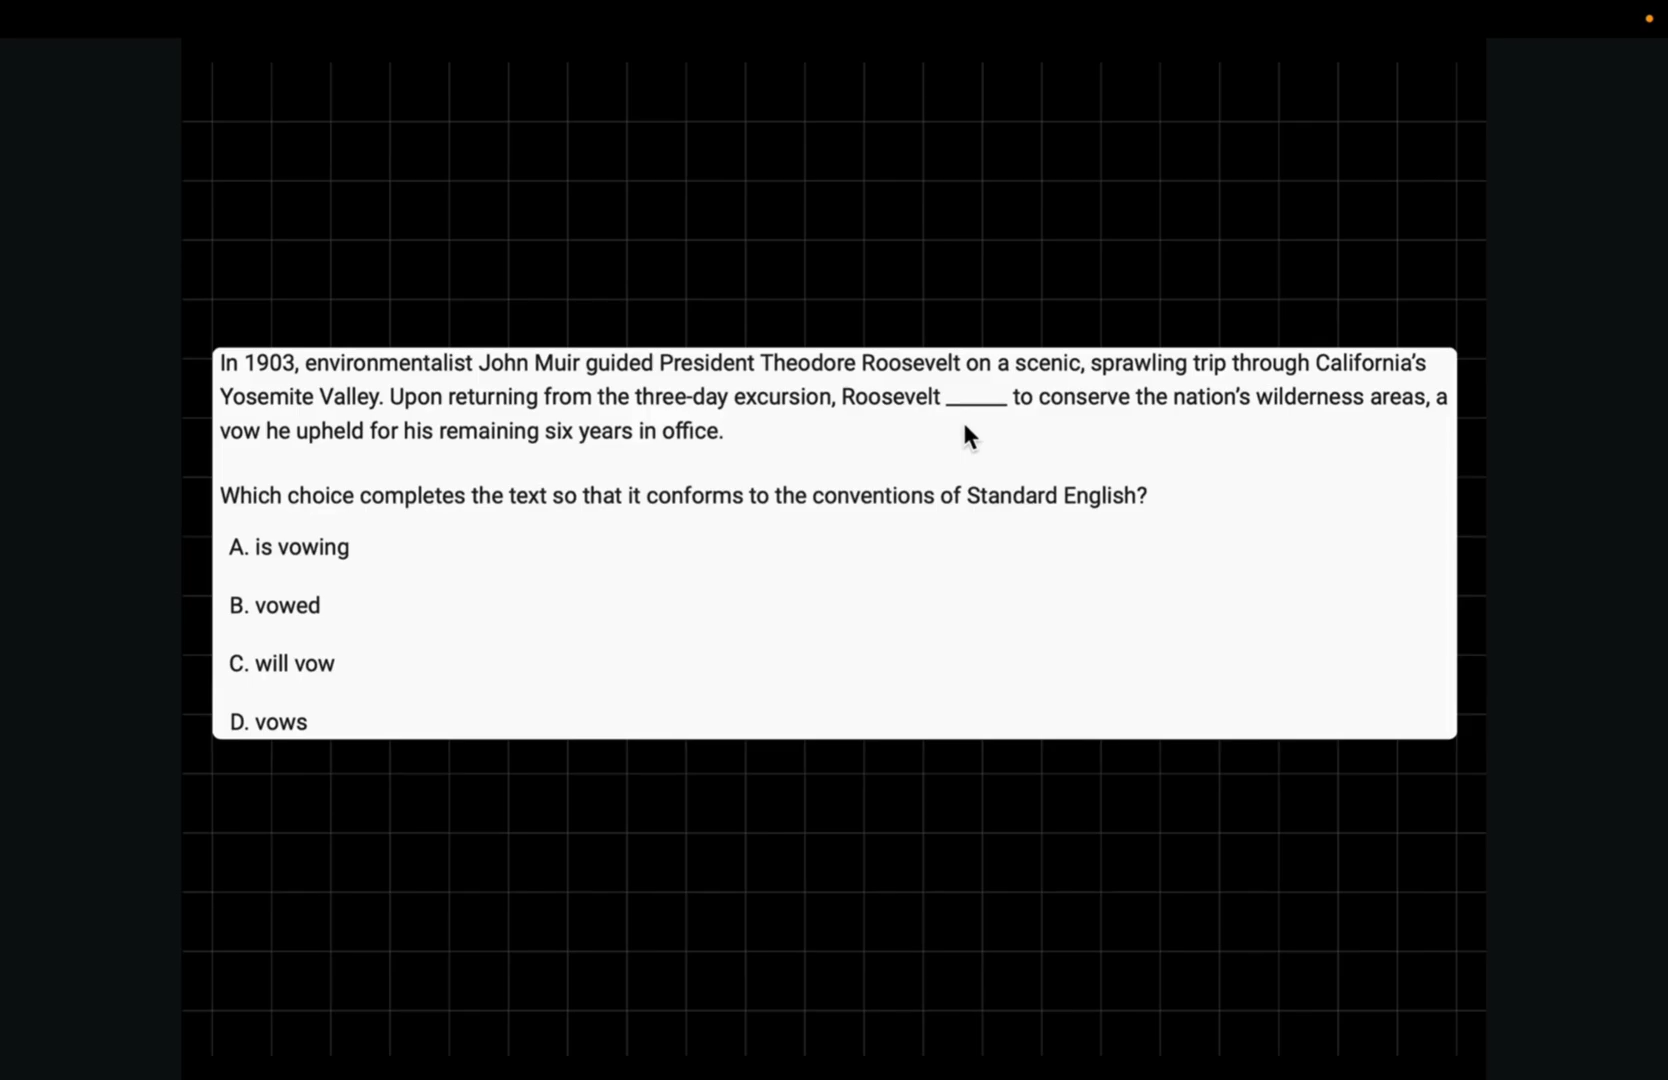 In 1903, environmentalist John Muir guided President Theodore Roosevelt on a scenic, sprawling trip through California’s
Yosemite Valley. Upon returning from the three-day excursion, Roosevelt _____ to conserve the nation’s wilderness areas, a
vow he upheld for his remaining six years in office.
Which choice completes the text so that it conforms to the conventions of Standard English?
A. is vowing
B. vowed
C. will vow
D. vows